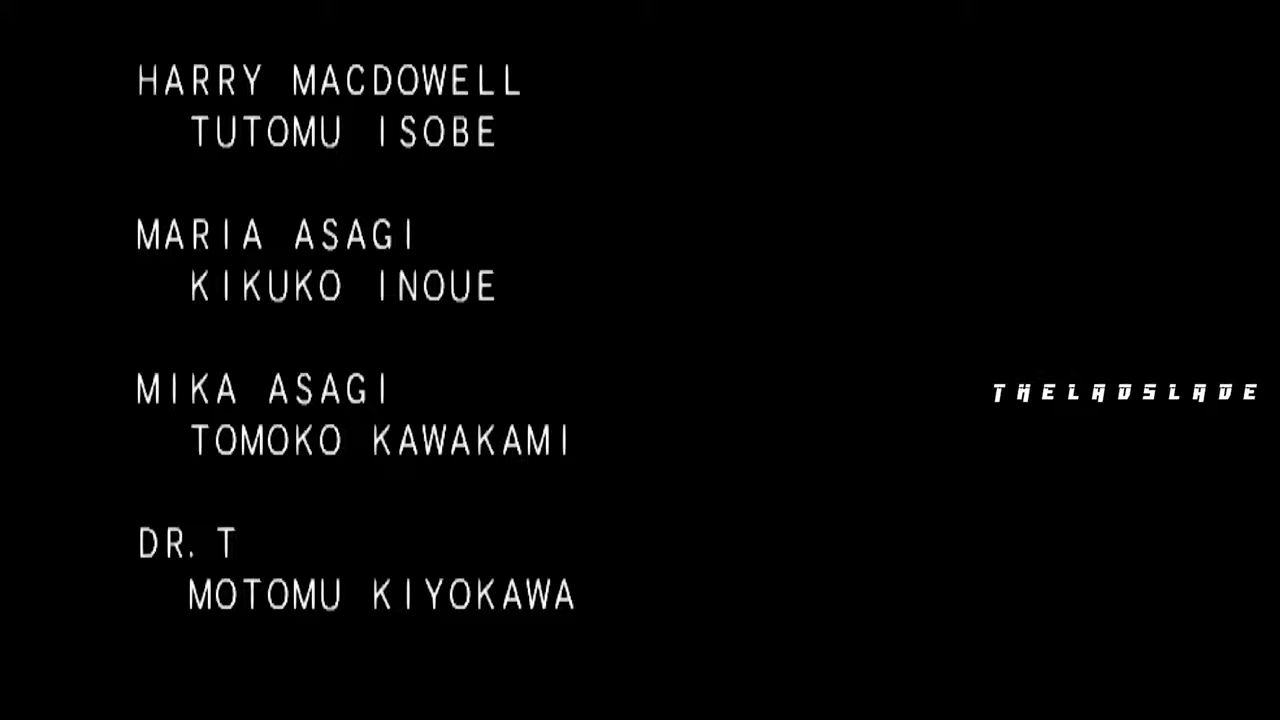 HARRY MACDOWELL
TUTOMU ISOBE
MARIA ASAGI
KIKUKO INOUE
MIKA ASAGI
TOMOKO KAWAKAMI
DR. T
MOTOMU KIYOKAWA
THELADSLADE